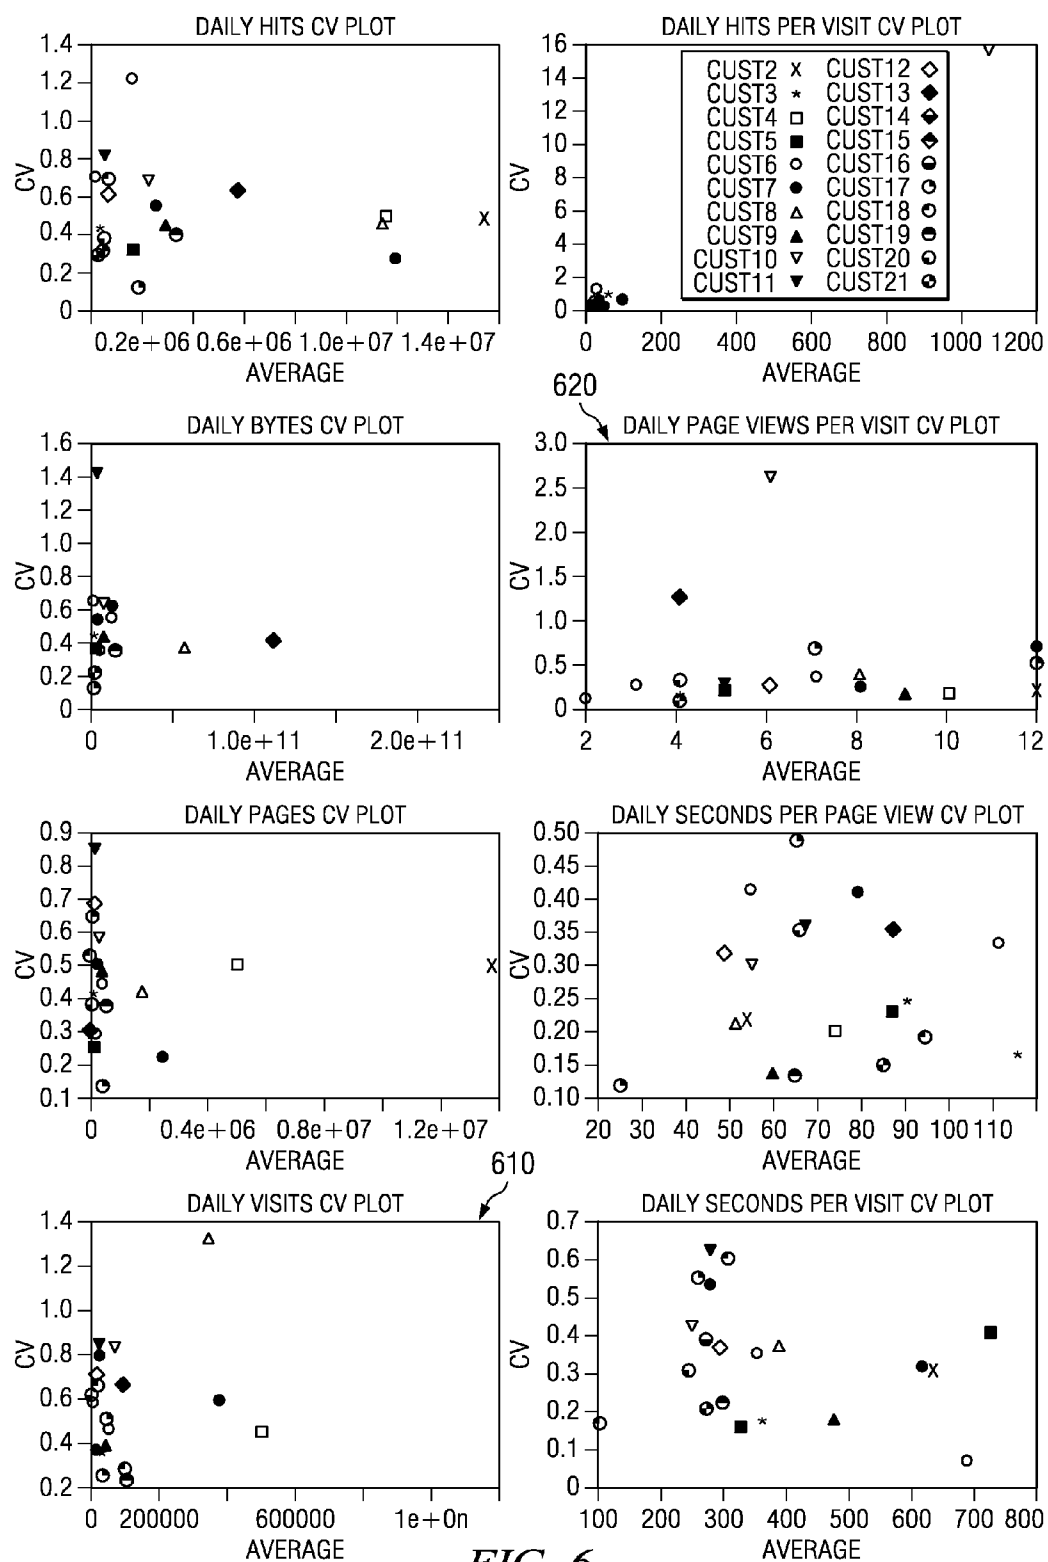 DAILY HITS CV PLOT
1.4
1.2
1.0
0.8
0.6
0.4
0.2
0
CV
0.2e+06 0.6e+06 1.0e+07 1.4e+07
AVERAGE
DAILY HITS PER VISIT CV PLOT
16
14
12
10
8
6
4
2
0
CV
CUST2 CUST12
CUST3 CUST13
CUST4 CUST14
CUST5 CUST15
CUST6 CUST16
CUST7 CUST17
CUST8 CUST18
CUST9 CUST19
CUST10 CUST20
CUST11 CUST21
0 200 400 600 800 1000 1200
AVERAGE
620
DAILY BYTES CV PLOT
1.6
1.4
1.2
1.0
0.8
0.6
0.4
0.2
0
CV
0 1.0e+11 2.0e+11
AVERAGE
DAILY PAGE VIEWS PER VISIT CV PLOT
3.0
2.5
2.0
1.5
1.0
0.5
0
CV
2 4 6 8 10 12
AVERAGE
DAILY PAGES CV PLOT
0.9
0.8
0.7
0.6
0.5
0.4
0.3
0.2
0.1
CV
0 0.4e+06 0.8e+07 1.2e+07
AVERAGE
DAILY SECONDS PER PAGE VIEW CV PLOT
0.50
0.45
0.40
0.35
0.30
0.25
0.20
0.15
0.10
CV
20 30 40 50 60 70 80 90 100 110
AVERAGE
610
DAILY VISITS CV PLOT
1.4
1.2
1.0
0.8
0.6
0.4
0.2
CV
0 200000 600000 1e+0n
AVERAGE
DAILY SECONDS PER VISIT CV PLOT
0.7
0.6
0.5
0.4
0.3
0.2
0.1
0
CV
100 200 300 400 500 600 700 800
AVERAGE
FIG. 6